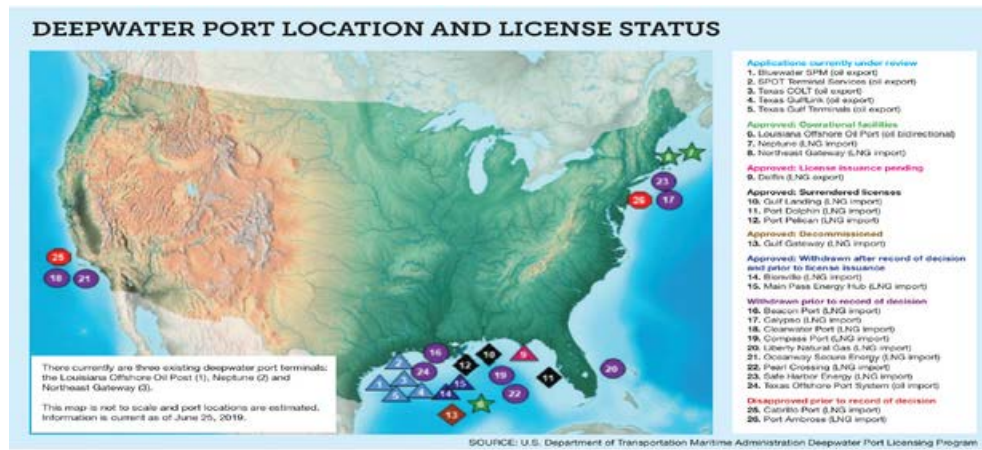 DEEPWATER PORT LOCATION AND LICENSE STATUS
Applications currently under review
1. Bluewater SPM (oil export)
2. SPOT Terminal Services (oil export)
3. Texas COLT (oil export)
4. Texas GulfLink (oil export)
5. Texas Gulf Terminals (oil export)
Approved: Operational facilities
6. Louisiana Offshore Oil Port (oil bidirectional)
7. Neptune (LNG import)
8. Northeast Gateway (LNG import)
Approved: License issuance pending
9. Delfin (LNG export)
Approved: Surrendered licenses
10. Gulf Landing (LNG import)
11. Port Dolphin (LNG import)
12. Port Pelican (LNG import)
Approved: Decommissioned
13. Gulf Gateway (LNG import)
Approved: Withdrawn after record of decision
and prior to license issuance
14. Bienville (LNG import)
15. Main Pass Energy Hub (LNG import)
Withdrawn prior to record of decision
16. Beacon Port (LNG import)
17. Calypso (LNG import)
18. Clearwater Port (LNG import)
19. Compass Port (LNG import)
20. Liberty Natural Gas (LNG import)
21. Oceanway Secure Energy (LNG import)
22. Pearl Crossing (LNG import)
23. Safe Harbor Energy (LNG import)
24. Texas Offshore Port System (oil import)
Disapproved prior to record of decision
25. Cabrillo Port (LNG import)
26. Port Ambrose (LNG import)
23
26
17
25
18
21
16
10
9
12
24
19
11
20
3
1
4
5
14
15
22
13
There currently are three existing deepwater port terminals:
the Louisiana Offshore Oil Post (1), Neptune (2) and
Northeast Gateway (3).
This map is not to scale and port locations are estimated.
Information is current as of June 25, 2019.
SOURCE: U.S. Department of Transportation Maritime Administration Deepwater Port Licensing Program